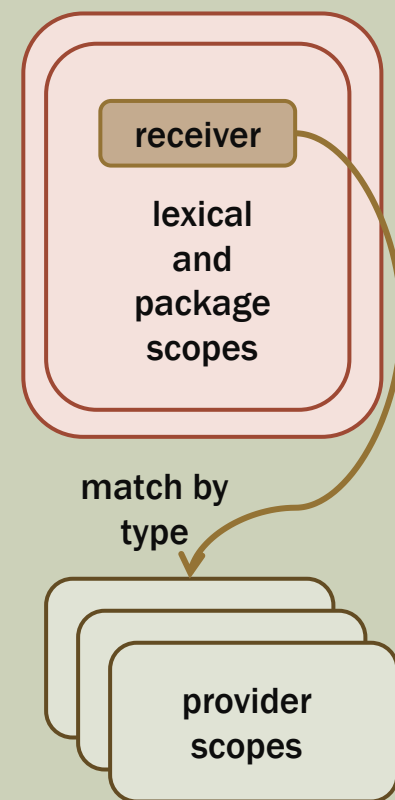 receiver
lexical
and
package
scopes
match by
type
provider
scopes